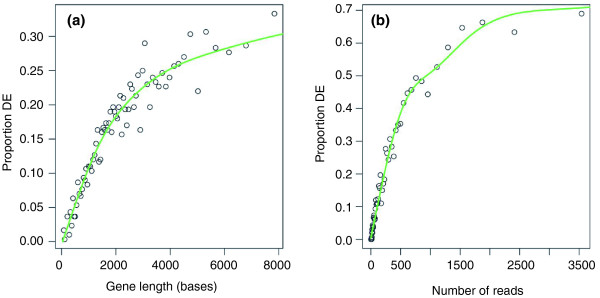 (a)
Proportion DE
0.30
0.25
0.20
0.15
0.10
0.05
0.00
0 2000 4000 6000 8000
Gene length (bases)
(b)
Proportion DE
0.7
0.6
0.5
0.4
0.3
0.2
0.1
0.0
0 500 1500 2500 3500
Number of reads